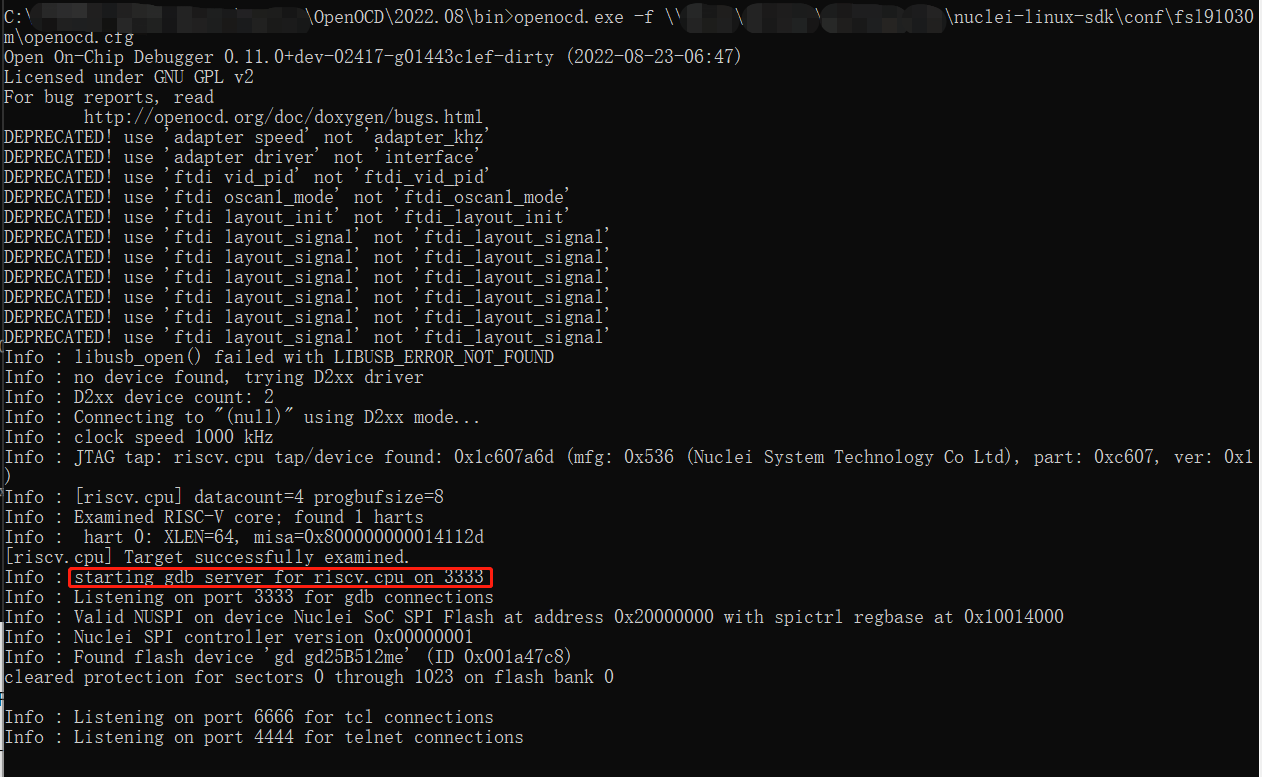 C:\ \OpenOCD\2022.08\bin>openocd.exe -f \\ \ \ \nuclei-linux-sdk\conf\fsl91030
m\openocd.cfg
Open On-Chip Debugger 0.11.0+dev-02417-g01443c1ef-dirty (2022-08-23-06:47)
Licensed under GNU GPL v2
For bug reports, read
        http://openocd.org/doc/doxygen/bugs.html
DEPRECATED! use 'adapter speed' not 'adapter_khz'
DEPRECATED! use 'adapter driver' not 'interface'
DEPRECATED! use 'ftdi vid_pid' not 'ftdi_vid_pid'
DEPRECATED! use 'ftdi oscan1_mode' not 'ftdi_oscan1_mode'
DEPRECATED! use 'ftdi layout_init' not 'ftdi_layout_init'
DEPRECATED! use 'ftdi layout_signal' not 'ftdi_layout_signal'
DEPRECATED! use 'ftdi layout_signal' not 'ftdi_layout_signal'
DEPRECATED! use 'ftdi layout_signal' not 'ftdi_layout_signal'
DEPRECATED! use 'ftdi layout_signal' not 'ftdi_layout_signal'
DEPRECATED! use 'ftdi layout_signal' not 'ftdi_layout_signal'
DEPRECATED! use 'ftdi layout_signal' not 'ftdi_layout_signal'
Info : libusb_open() failed with LIBUSB_ERROR_NOT_FOUND
Info : no device found, trying D2xx driver
Info : D2xx device count: 2
Info : Connecting to "(null)" using D2xx mode...
Info : clock speed 1000 kHz
Info : JTAG tap: riscv.cpu tap/device found: 0x1c607a6d (mfg: 0x536 (Nuclei System Technology Co Ltd), part: 0xc607, ver: 0x1
)
Info : [riscv.cpu] datacount=4 progbufsize=8
Info : Examined RISC-V core; found 1 harts
Info :  hart 0: XLEN=64, misa=0x800000000014112d
[riscv.cpu] Target successfully examined.
Info : starting gdb server for riscv.cpu on 3333
Info : Listening on port 3333 for gdb connections
Info : Valid NUSPI on device Nuclei SoC SPI Flash at address 0x20000000 with spictrl regbase at 0x10014000
Info : Nuclei SPI controller version 0x00000001
Info : Found flash device 'gd gd25B512me' (ID 0x001a47c8)
cleared protection for sectors 0 through 1023 on flash bank 0
Info : Listening on port 6666 for tcl connections
Info : Listening on port 4444 for telnet connections